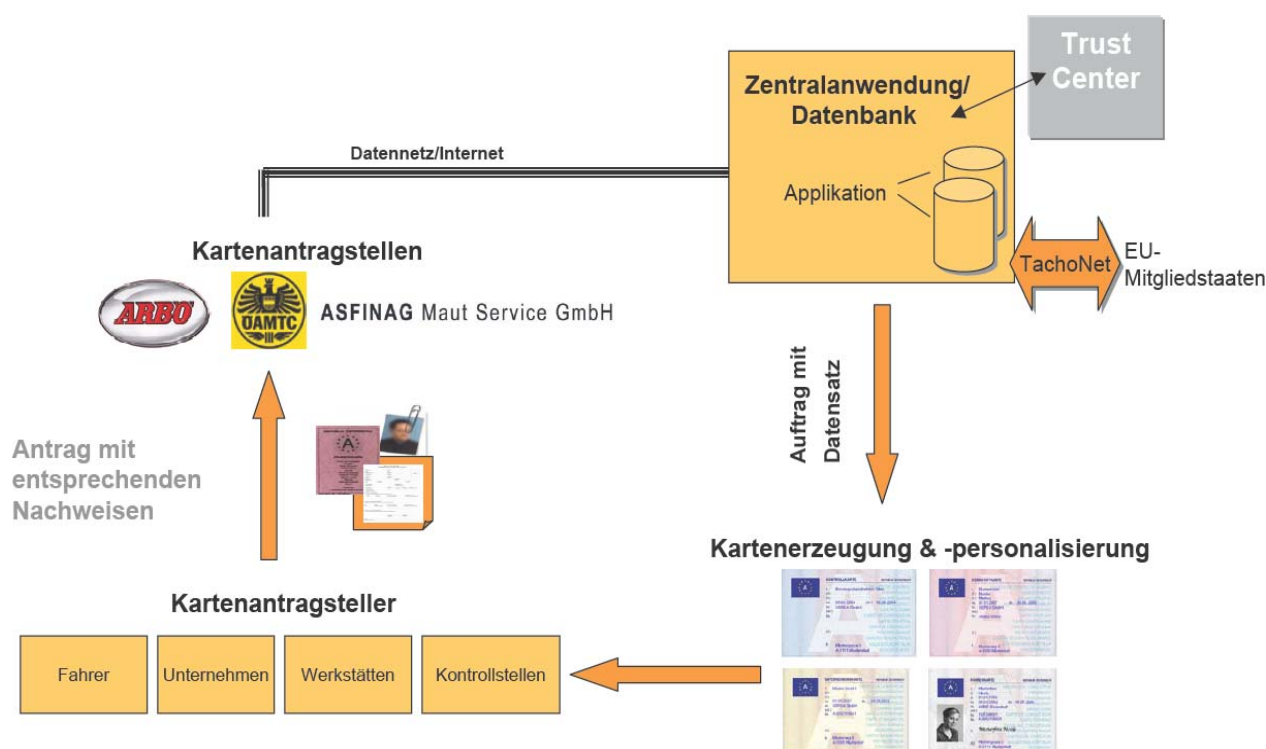 Trust
Center
Zentralanwendung/
Datenbank
Applikation
Datennetz/Internet
TachoNet
EU-
Mitgliedstaaten
Kartenantragstellen
ARBÖ
ÖAMTC
ASFINAG Maut Service GmbH
Auftrag mit
Datensatz
Antrag mit
entsprechenden
Nachweisen
A
Kartenerzeugung & -personalisierung
Kartenantragsteller
Fahrer
Unternehmen
Werkstätten
Kontrollstellen